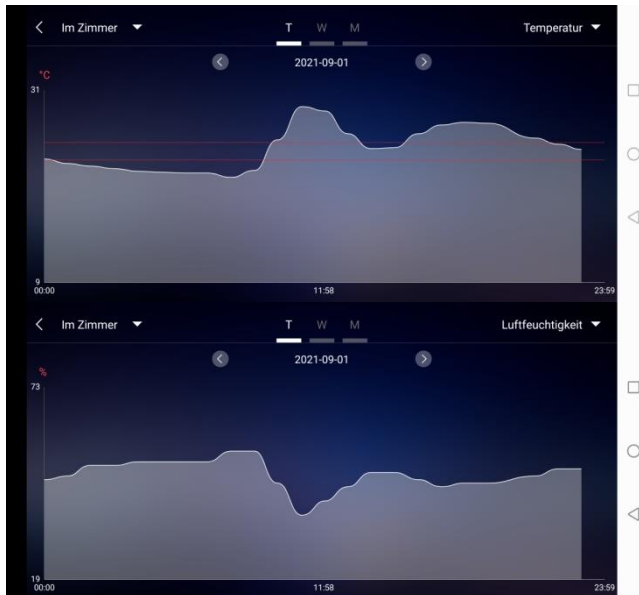 Im Zimmer T W M Temperatur
2021-09-01
°C
31
9
00:00 11:58 23:59
Im Zimmer T W M Luftfeuchtigkeit
2021-09-01
%
73
19
00:00 11:58 23:59